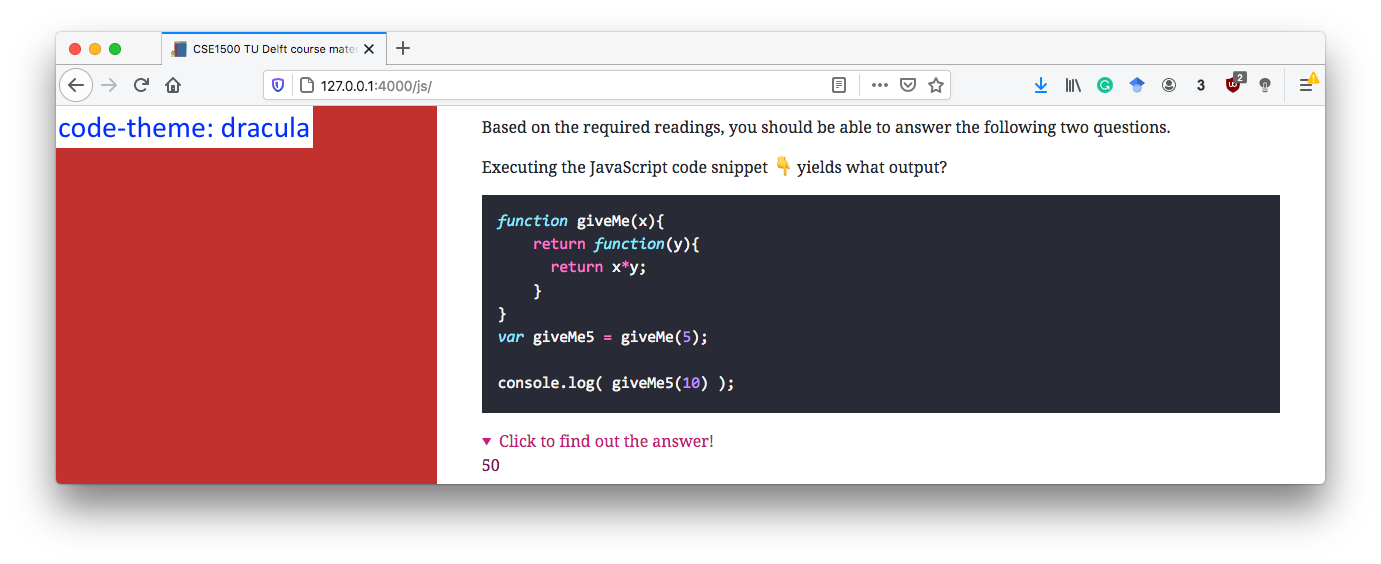 CSE1500 TU Delft course mate
127.0.0.1:4000/js/
3
2
code-theme: dracula
Based on the required readings, you should be able to answer the following two questions.
Executing the JavaScript code snippet 👇 yields what output?
function giveMe(x){
    return function(y){
      return x*y;
    }
}
var giveMe5 = giveMe(5);
console.log( giveMe5(10) );
▼ Click to find out the answer!
50